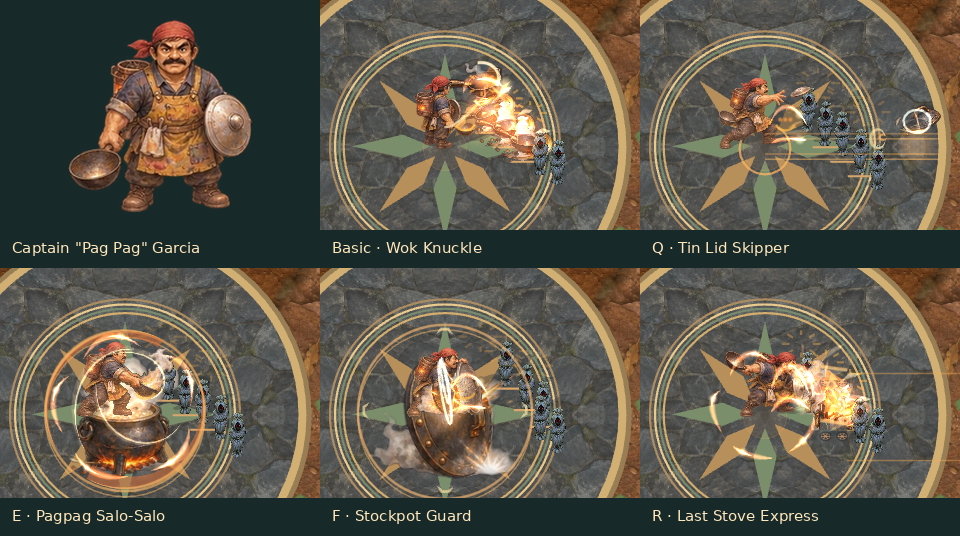 Captain "Pag Pag" Garcia
Basic · Wok Knuckle
Q · Tin Lid Skipper
E · Pagpag Salo-Salo
F · Stockpot Guard
R · Last Stove Express